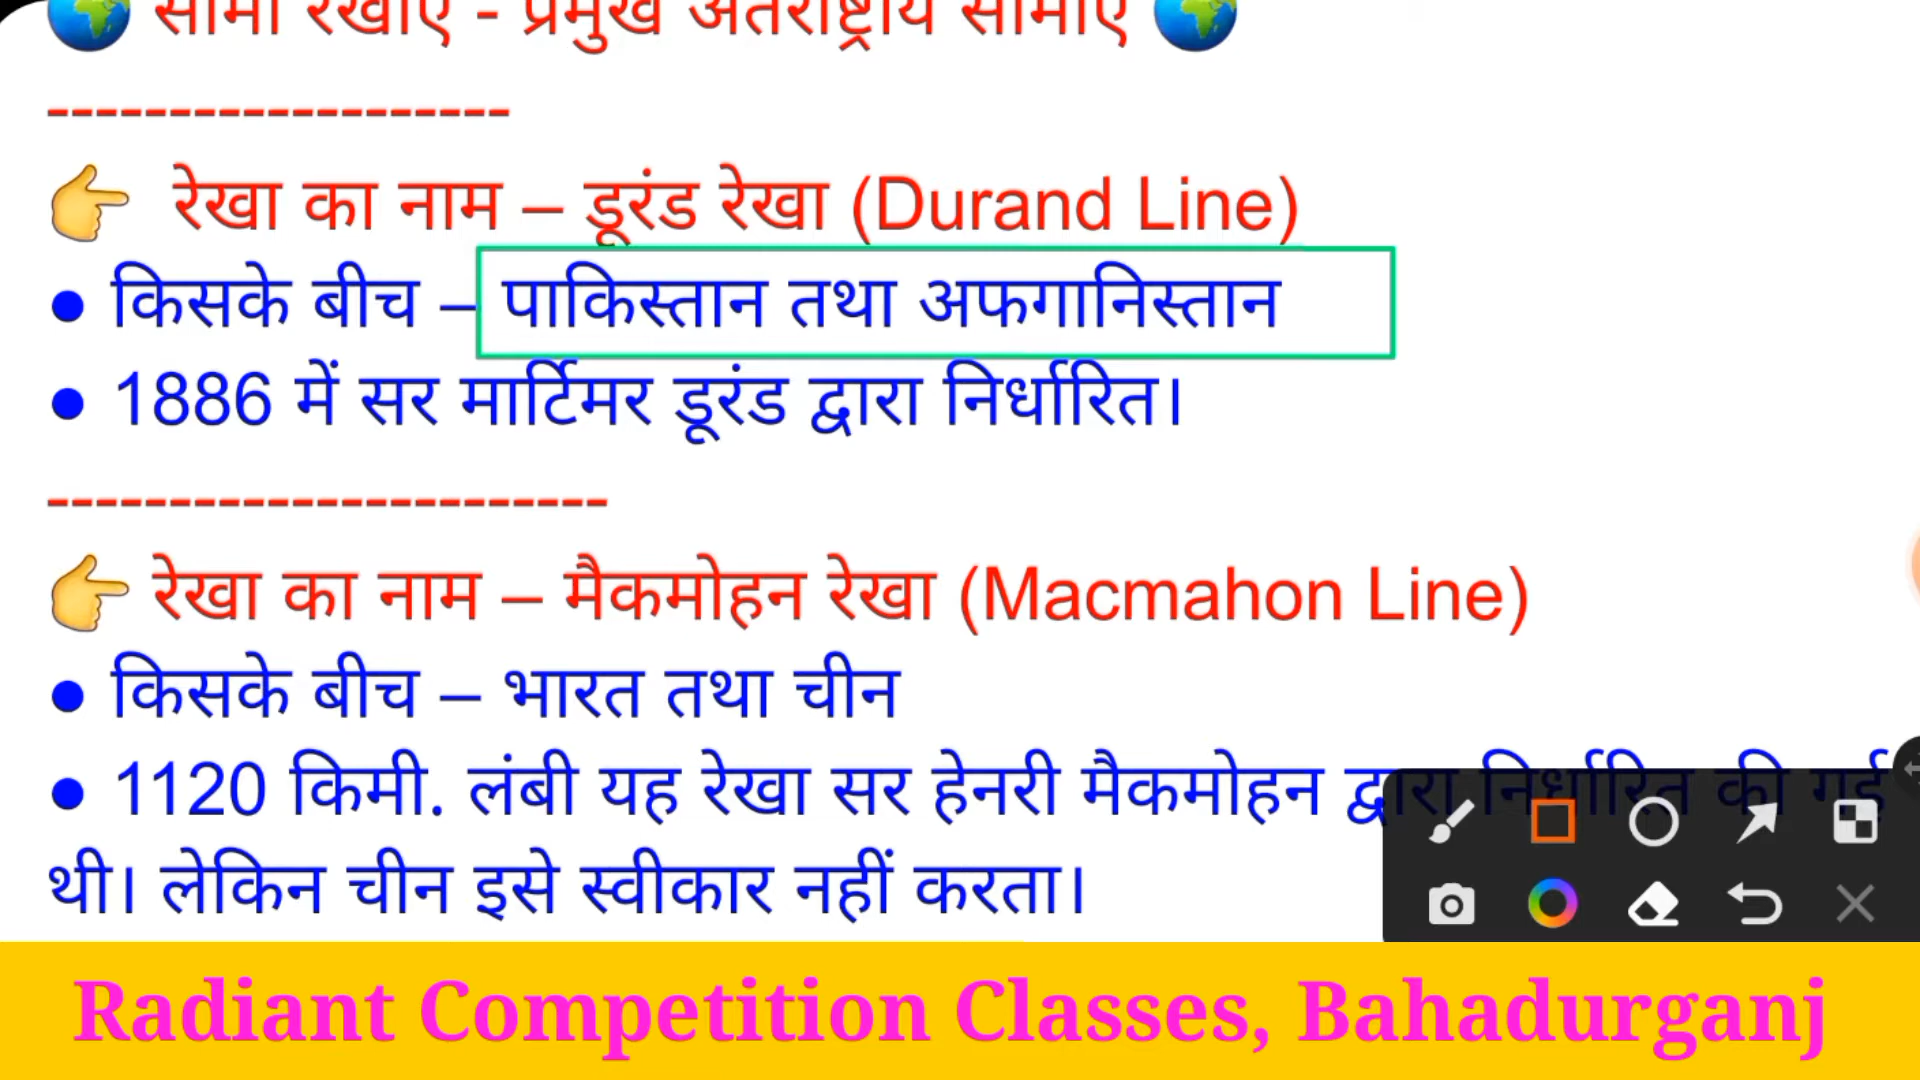 🌍 सीमा रेखाएं - प्रमुख अंतर्राष्ट्रीय सीमाएं 🌍
-------------------
👉 रेखा का नाम – डूरंड रेखा (Durand Line)
● किसके बीच – पाकिस्तान तथा अफगानिस्तान
● 1886 में सर मार्टिमर डूरंड द्वारा निर्धारित।
-----------------------
👉 रेखा का नाम – मैकमोहन रेखा (Macmahon Line)
● किसके बीच – भारत तथा चीन
● 1120 किमी. लंबी यह रेखा सर हेनरी मैकमोहन द्वारा निर्धारित की गई
थी। लेकिन चीन इसे स्वीकार नहीं करता।
Radiant Competition Classes, Bahadurganj